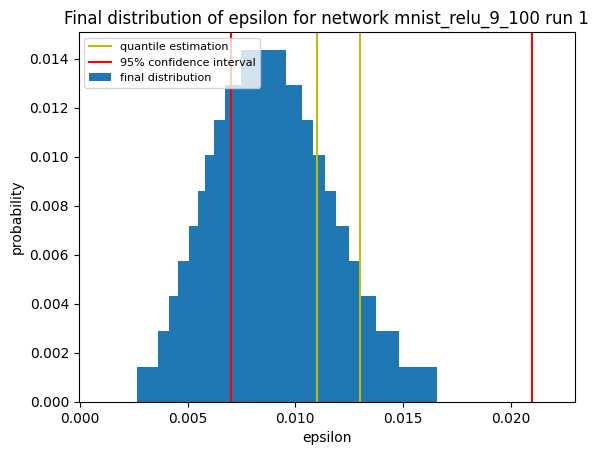 Final distribution of epsilon for network mnist_relu_9_100 run 1
quantile estimation
95% confidence interval
final distribution
probability
0.014
0.012
0.010
0.008
0.006
0.004
0.002
0.000
0.000 0.005 0.010 0.015 0.020
epsilon